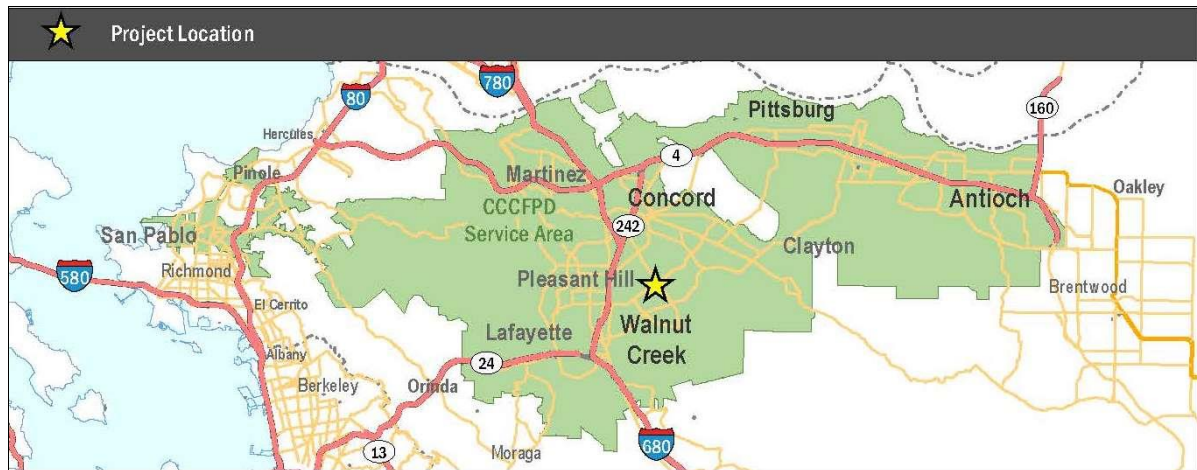 Project Location
780
80
160
Pittsburg
Hercules
4
Martinez
Pinole
Oakley
Concord
Antioch
CCCFPD
Service Area
242
San Pablo
Clayton
Richmond
580
Pleasant Hill
Brentwood
El Cerrito
Walnut
Creek
Lafayette
Albany
24
Berkeley
Orinda
680
13
Moraga